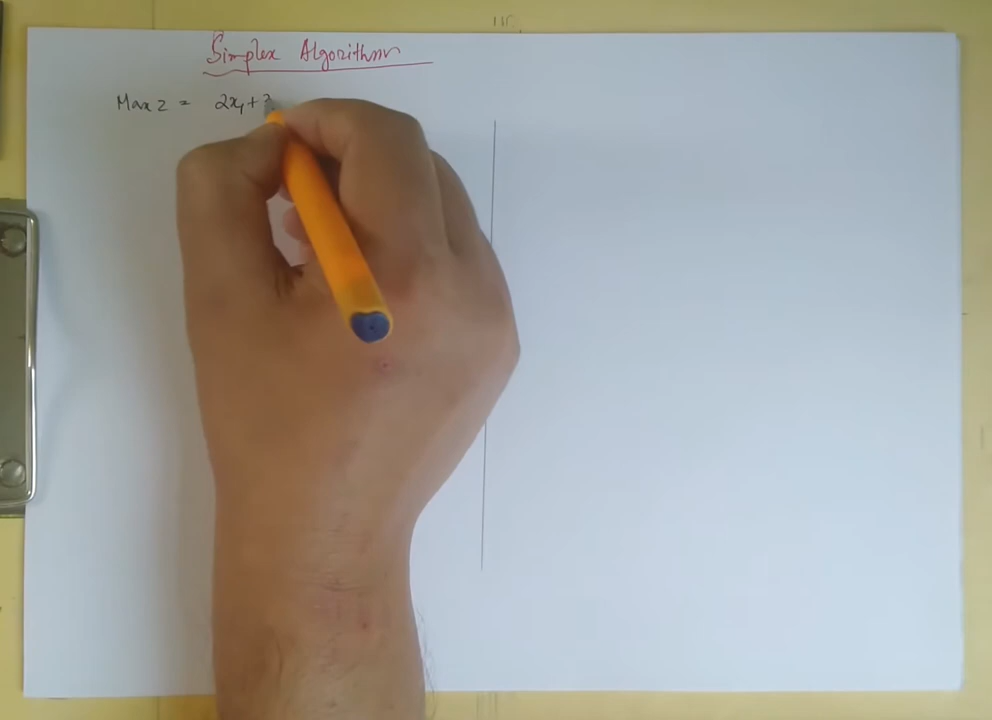 Simplex Algorithm
Max z = 2x₁ +